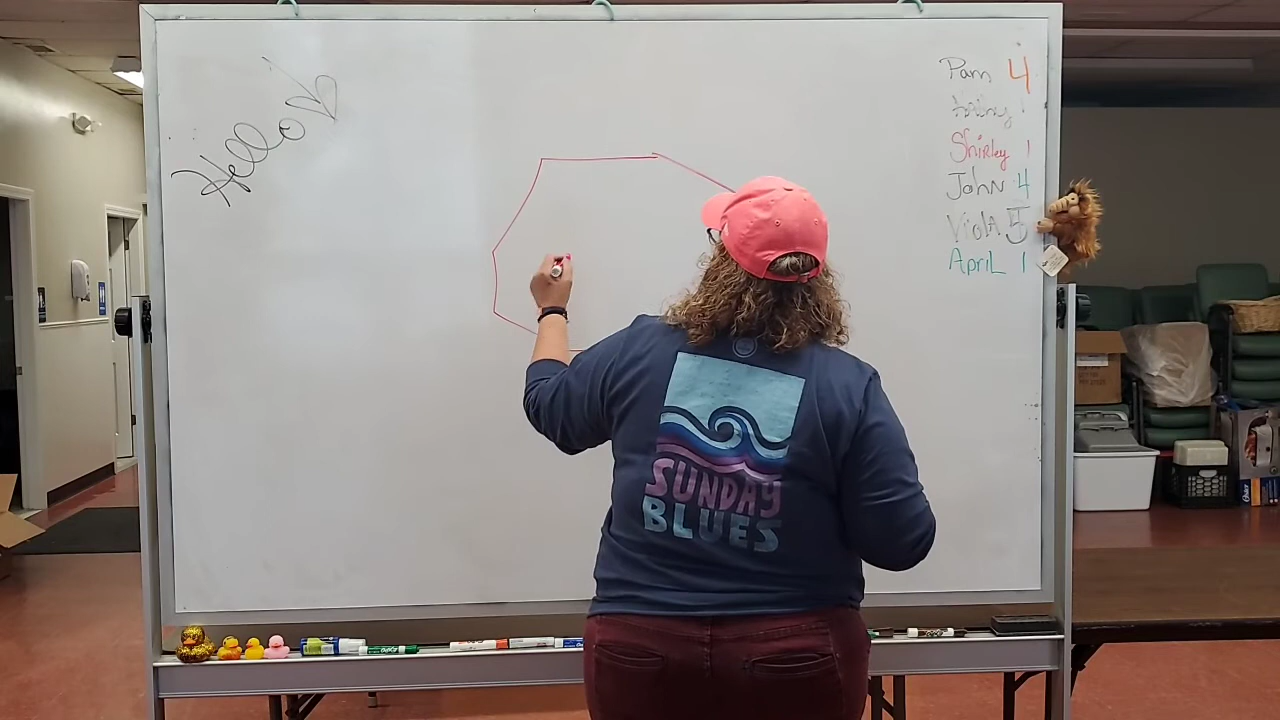 Hello
Pam 4
Shirley 1
John 4
Viola 5
April 1
SUNDAY
BLUES